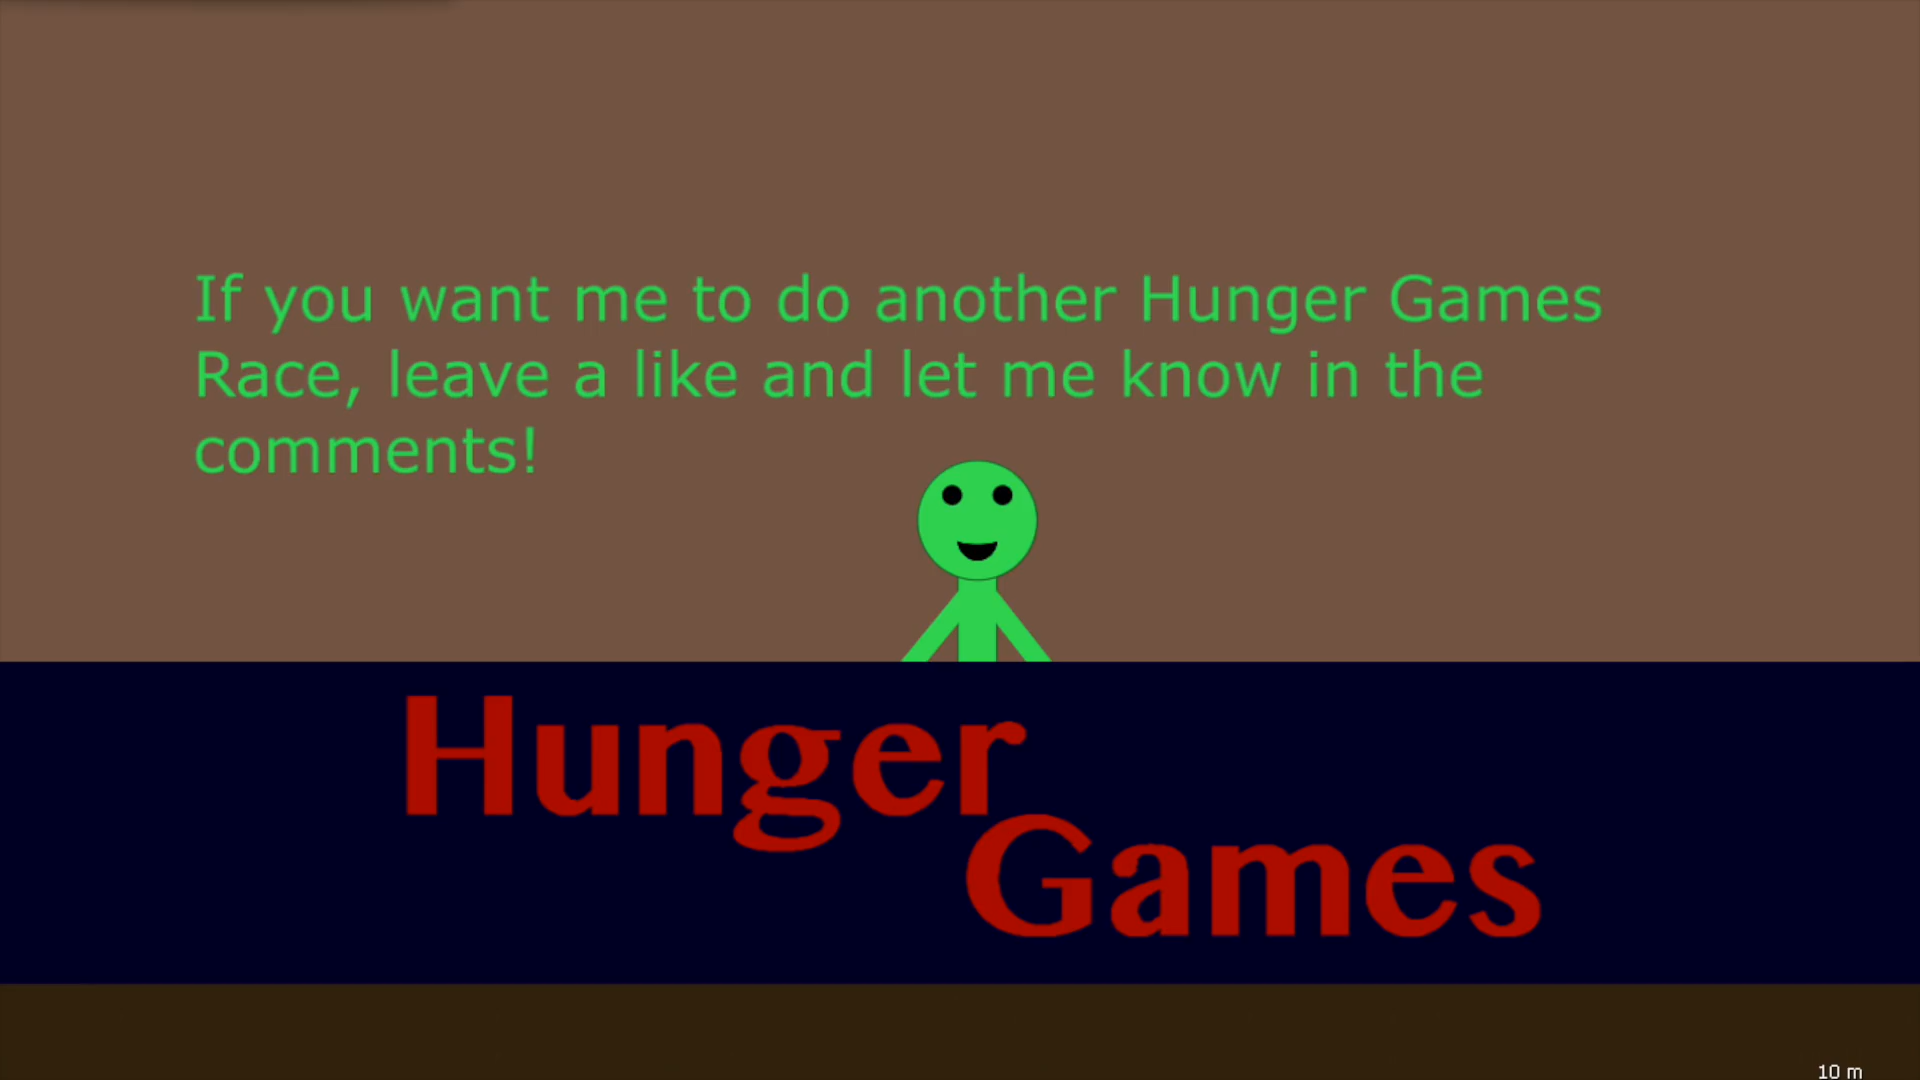 If you want me to do another Hunger Games
Race, leave a like and let me know in the
comments!
Hunger
Games
10 m